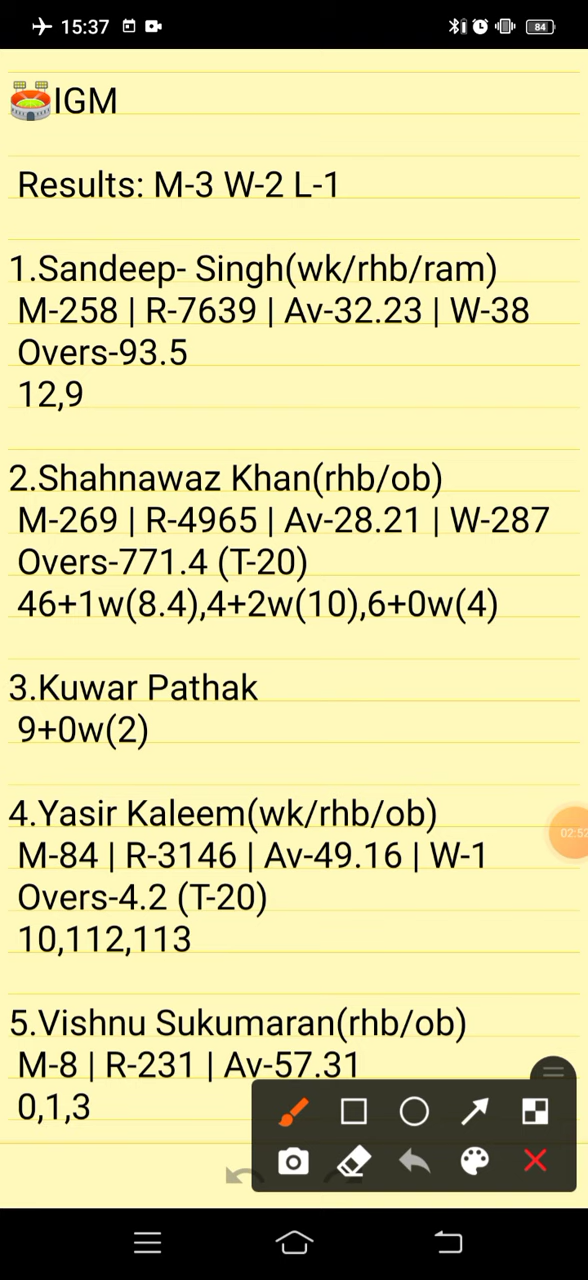 15:37
84
IGM
Results: M-3 W-2 L-1
1.Sandeep- Singh(wk/rhb/ram)
M-258 | R-7639 | Av-32.23 | W-38
Overs-93.5
12,9
2.Shahnawaz Khan(rhb/ob)
M-269 | R-4965 | Av-28.21 | W-287
Overs-771.4 (T-20)
46+1w(8.4),4+2w(10),6+0w(4)
3.Kuwar Pathak
9+0w(2)
02:52
4.Yasir Kaleem(wk/rhb/ob)
M-84 | R-3146 | Av-49.16 | W-1
Overs-4.2 (T-20)
10,112,113
5.Vishnu Sukumaran(rhb/ob)
M-8 | R-231 | Av-57.31
0,1,3